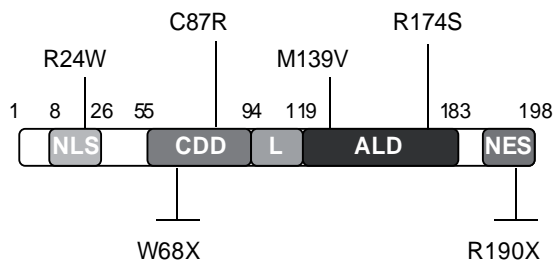 C87R R174S
R24W M139V
1 8 26 55 94 119 183 198
NLS CDD L ALD NES
W68X R190X